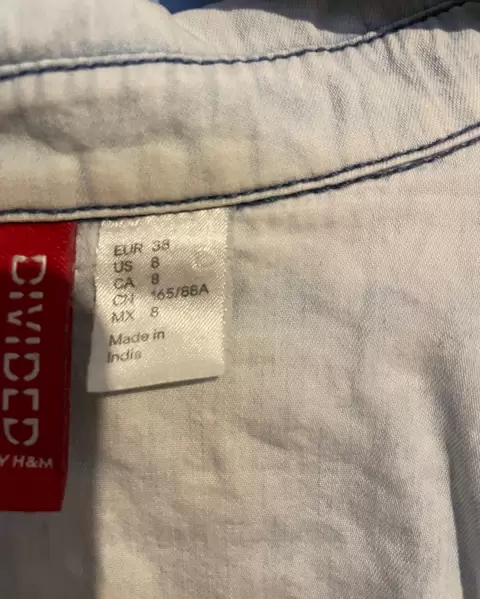 DIVIDED
Y H&M
EUR 38
US 8
CA 8
CN 165/88A
MX 8
Made in
India